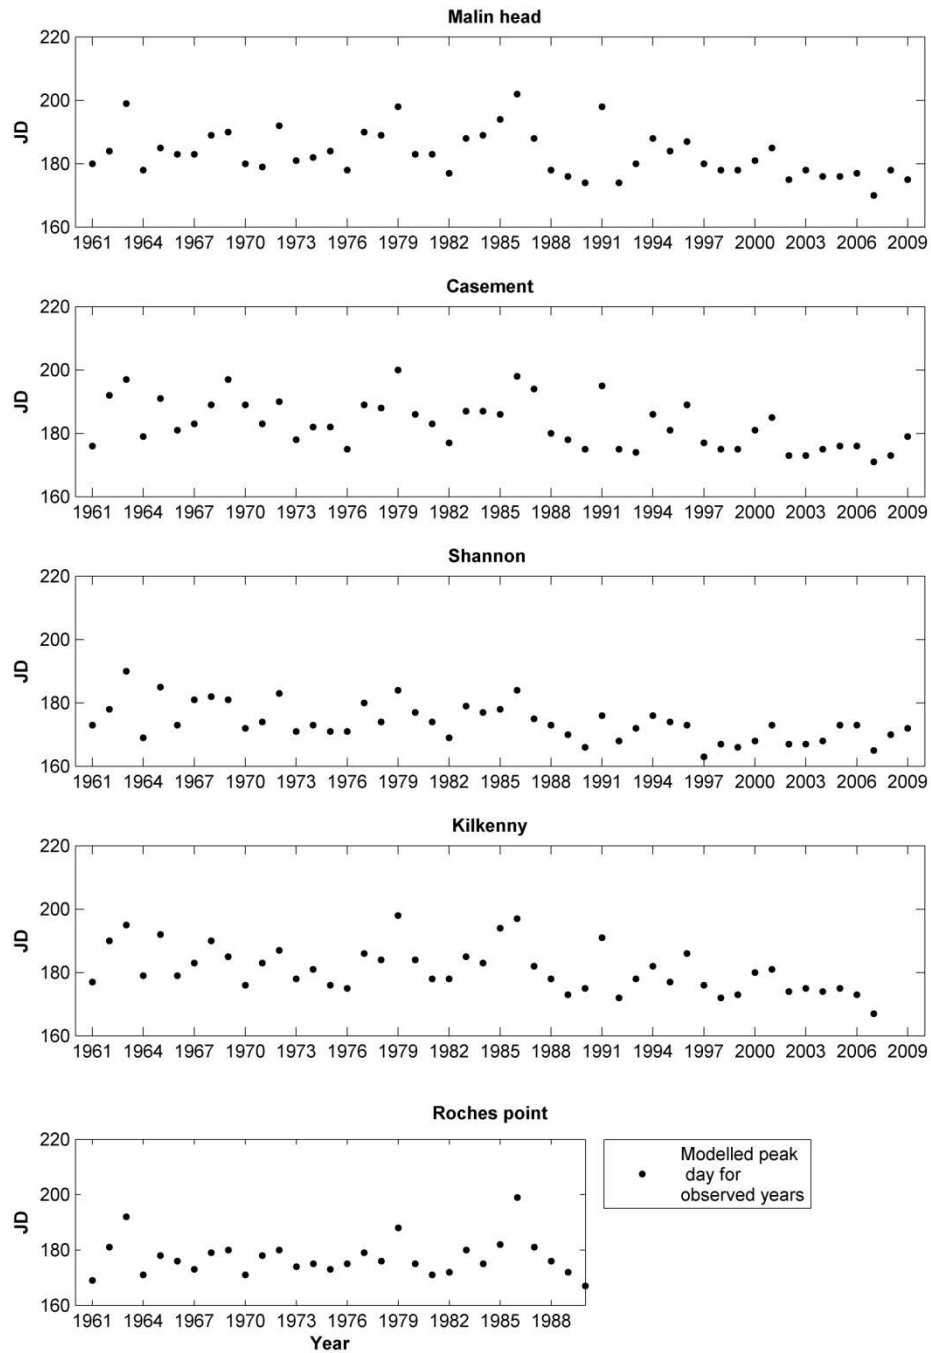 Malin head
220
200
JD
180
160
1961 1964 1967 1970 1973 1976 1979 1982 1985 1988 1991 1994 1997 2000 2003 2006 2009
Casement
220
200
JD
180
160
1961 1964 1967 1970 1973 1976 1979 1982 1985 1988 1991 1994 1997 2000 2003 2006 2009
Shannon
220
200
JD
180
160
1961 1964 1967 1970 1973 1976 1979 1982 1985 1988 1991 1994 1997 2000 2003 2006 2009
Kilkenny
220
200
JD
180
160
1961 1964 1967 1970 1973 1976 1979 1982 1985 1988 1991 1994 1997 2000 2003 2006 2009
Roches point
220
200
JD
180
160
1961 1964 1967 1970 1973 1976 1979 1982 1985 1988
Year
Modelled peak
day for
observed years